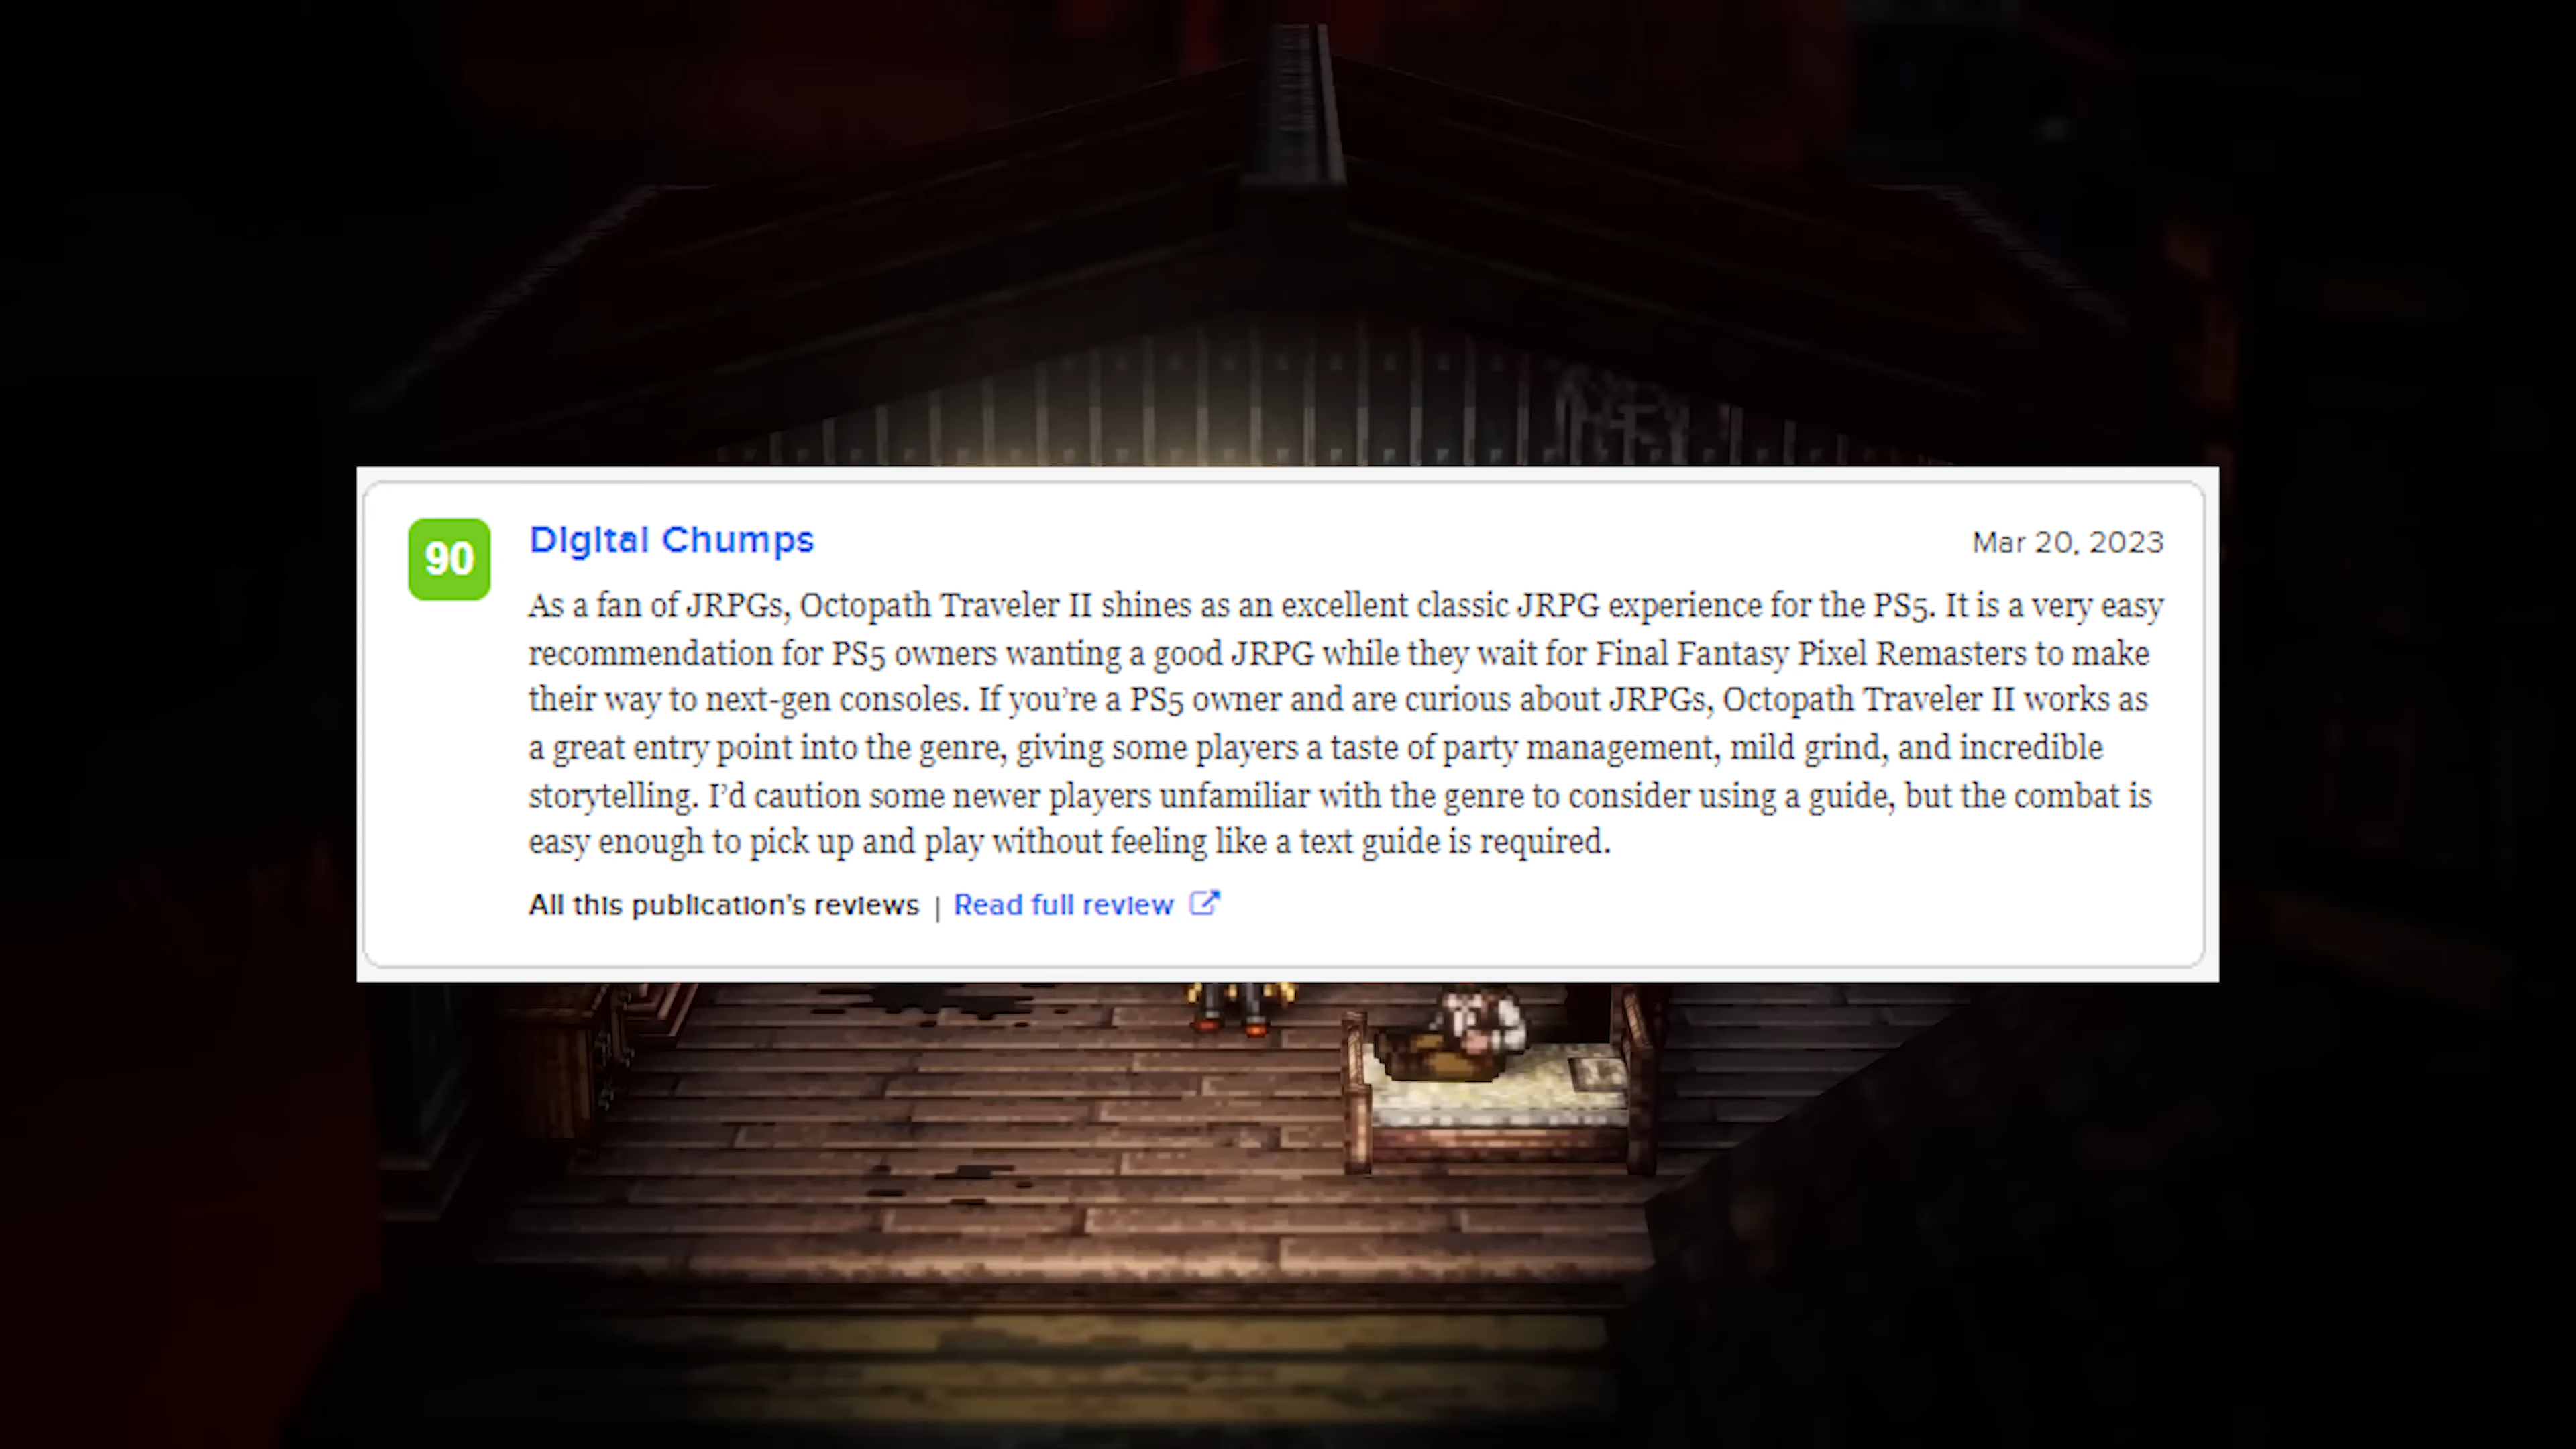 90
Digital Chumps
Mar 20, 2023
As a fan of JRPGs, Octopath Traveler II shines as an excellent classic JRPG experience for the PS5. It is a very easy
recommendation for PS5 owners wanting a good JRPG while they wait for Final Fantasy Pixel Remasters to make
their way to next-gen consoles. If you’re a PS5 owner and are curious about JRPGs, Octopath Traveler II works as
a great entry point into the genre, giving some players a taste of party management, mild grind, and incredible
storytelling. I’d caution some newer players unfamiliar with the genre to consider using a guide, but the combat is
easy enough to pick up and play without feeling like a text guide is required.
All this publication's reviews | Read full review